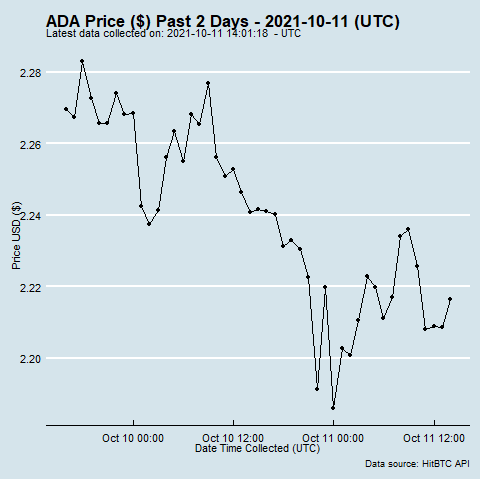 ADA Price ($) Past 2 Days - 2021-10-11 (UTC)
Latest data collected on: 2021-10-11 14:01:18  - UTC
2.28
2.26
2.24
2.22
2.20
Price USD ($)
Oct 10 00:00
Oct 10 12:00
Oct 11 00:00
Oct 11 12:00
Date Time Collected (UTC)
Data source: HitBTC API